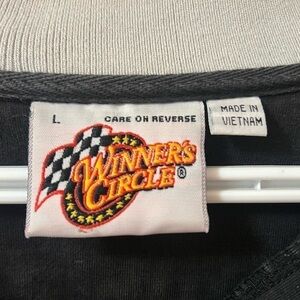 L. CARE ON REVERSE
MADE IN
VIETNAM
WINNER'S
CIRCLE®